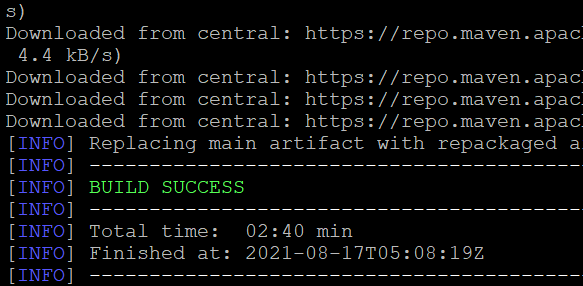 s)
Downloaded from central: https://repo.maven.apac
4.4 kB/s)
Downloaded from central: https://repo.maven.apac
Downloaded from central: https://repo.maven.apac
Downloaded from central: https://repo.maven.apac
[INFO] Replacing main artifact with repackaged a
[INFO] --------------------------------------
[INFO] BUILD SUCCESS
[INFO] --------------------------------------
[INFO] Total time:  02:40 min
[INFO] Finished at: 2021-08-17T05:08:19Z
[INFO] --------------------------------------